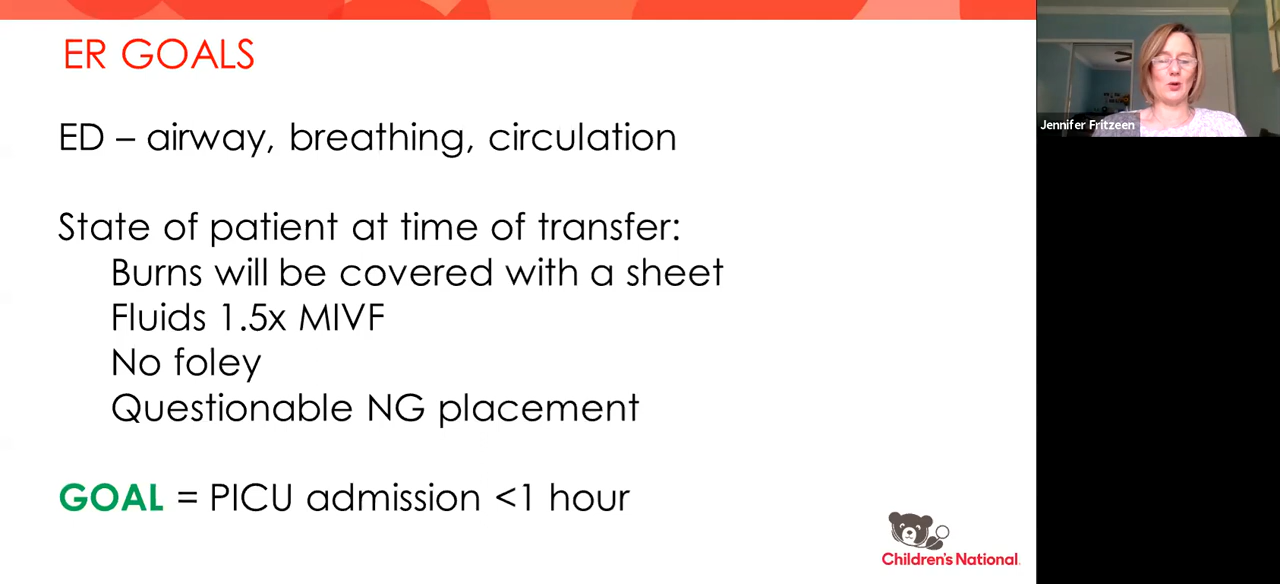 ER GOALS
ED – airway, breathing, circulation
State of patient at time of transfer:
Burns will be covered with a sheet
Fluids 1.5x MIVF
No foley
Questionable NG placement
GOAL = PICU admission <1 hour
Children's National
Jennifer Fritzeen